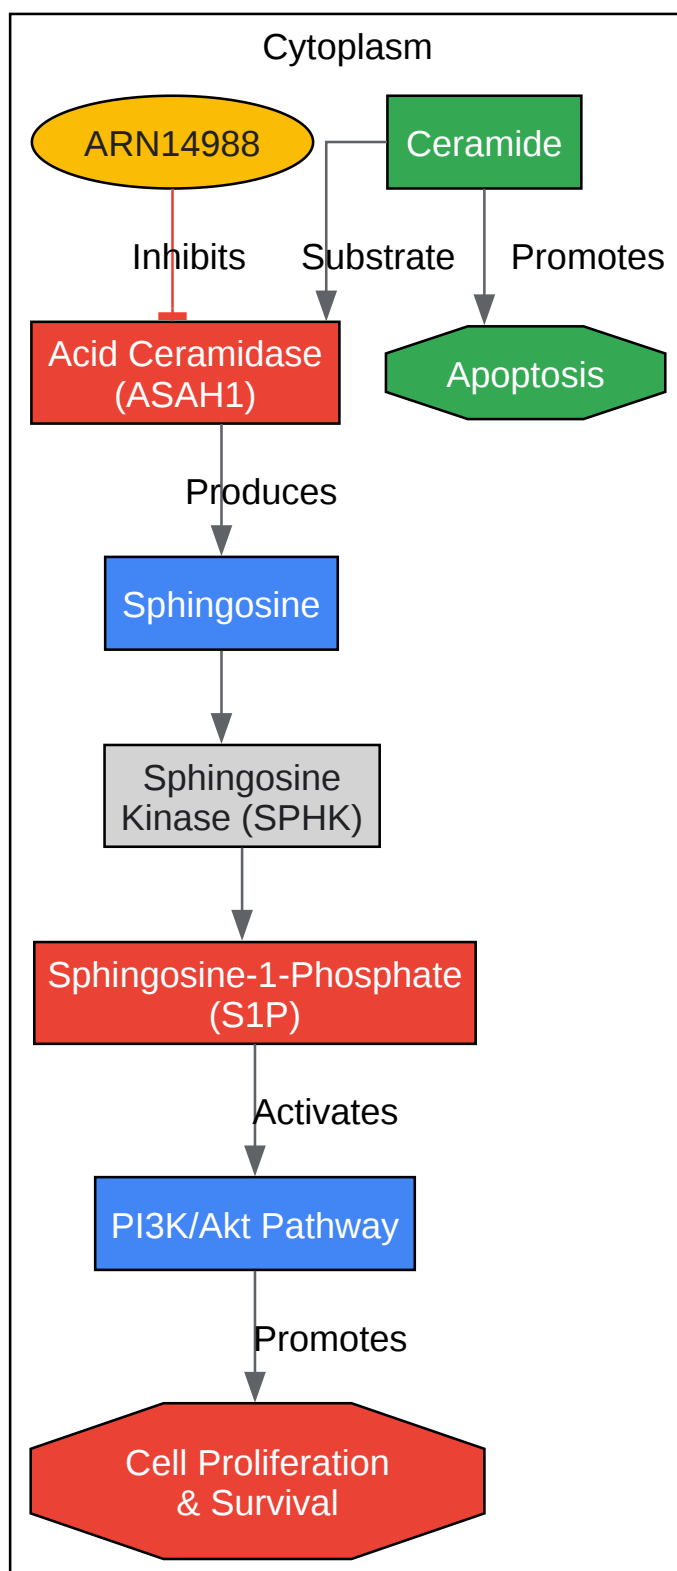 Cytoplasm
ARN14988
Ceramide
Inhibits
Substrate
Promotes
Acid Ceramidase
(ASAH1)
Apoptosis
Produces
Sphingosine
Sphingosine
Kinase (SPHK)
Sphingosine-1-Phosphate
(S1P)
Activates
PI3K/Akt Pathway
Promotes
Cell Proliferation
& Survival